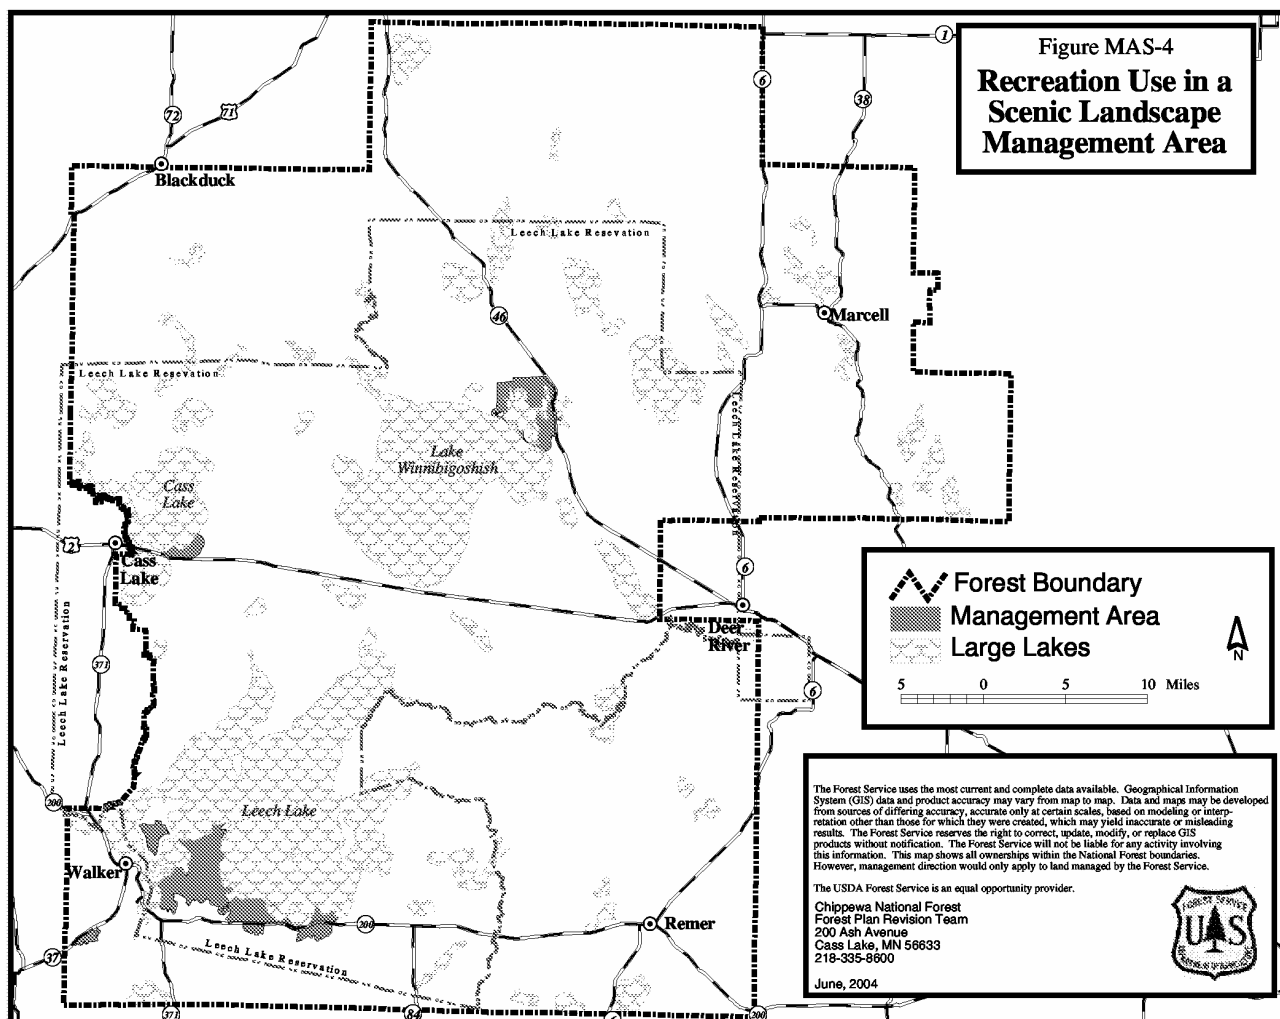 Figure MAS-4
Recreation Use in a
Scenic Landscape
Management Area
1
6
38
72
71
Blackduck
Leech Lake Resevation
46
Marcell
Leech Lake Resevation
Leech Lake Reservation
Lake
Winnibigoshish
Cass
Lake
2
Cass
Lake
6
Deer
River
6
371
Leech Lake Reservation
Forest Boundary
Management Area
Large Lakes
N
5 0 5 10 Miles
200
Leech Lake
Walker
200
Remer
Leech Lake Reservation
37
371
84
200
The Forest Service uses the most current and complete data available. Geographical Information
System (GIS) data and product accuracy may vary from map to map. Data and maps may be developed
from sources of differing accuracy, accurate only at certain scales, based on modeling or interp-
retation other than those for which they were created, which may yield inaccurate or misleading
results. The Forest Service reserves the right to correct, update, modify, or replace GIS
products without notification. The Forest Service will not be liable for any activity involving
this information. This map shows all ownerships within the National Forest boundaries.
However, management direction would only apply to land managed by the Forest Service.
The USDA Forest Service is an equal opportunity provider.
Chippewa National Forest
Forest Plan Revision Team
200 Ash Avenue
Cass Lake, MN 56633
218-335-8600
June, 2004
FOREST SERVICE
U S